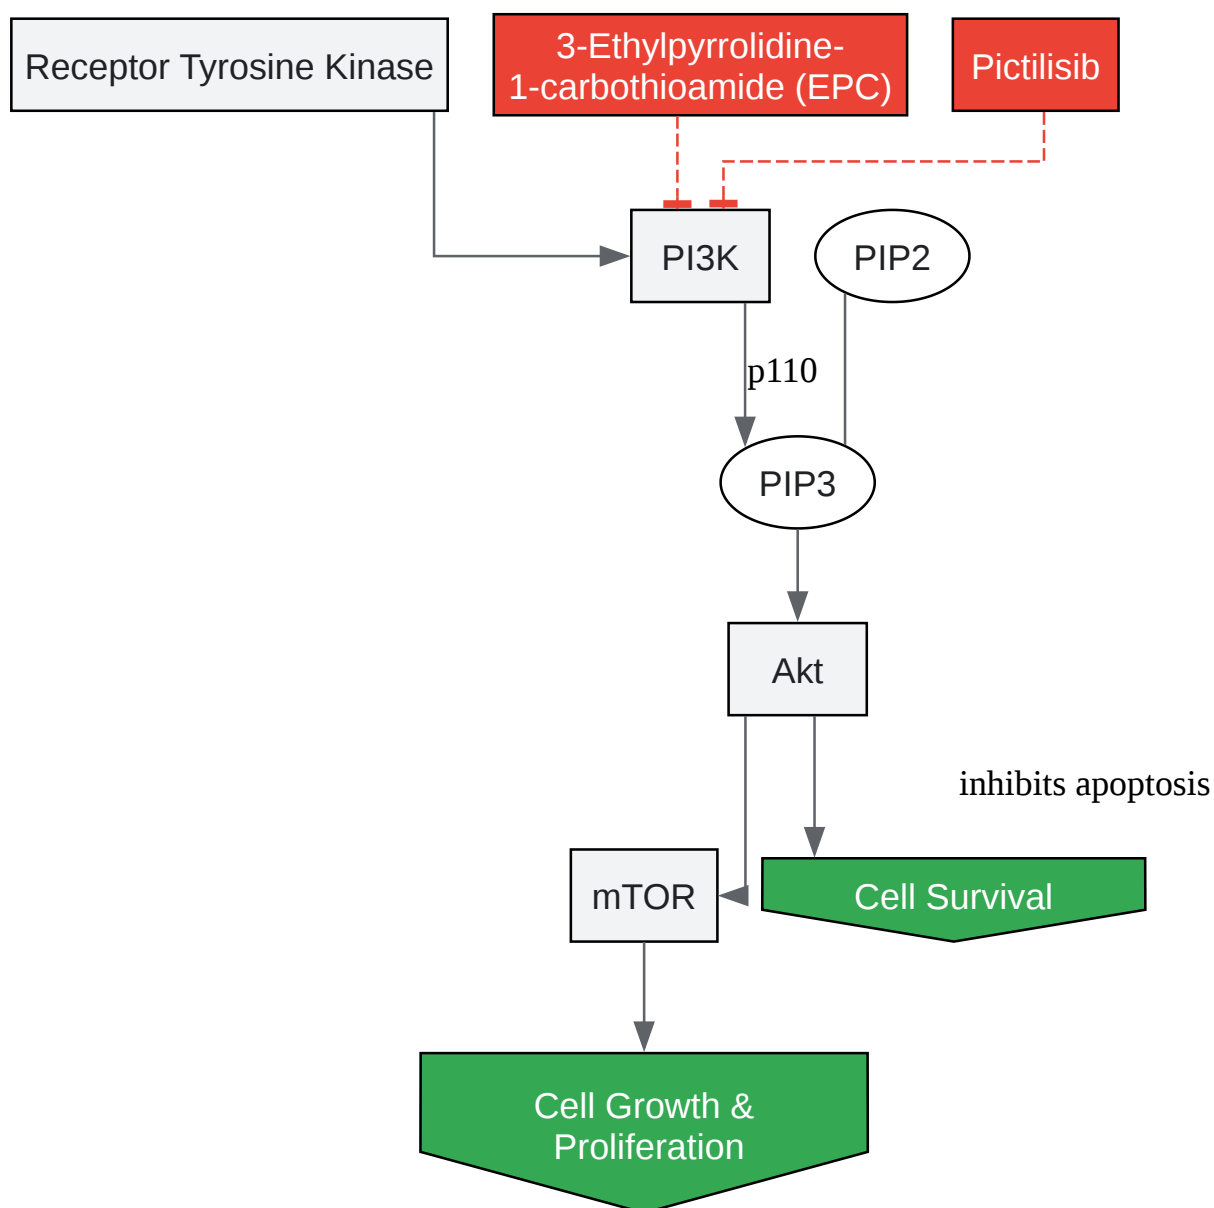 Receptor Tyrosine Kinase
3-Ethylpyrrolidine-
1-carbothioamide (EPC)
Pictilisib
PI3K
PIP2
p110
PIP3
Akt
inhibits apoptosis
mTOR
Cell Survival
Cell Growth &
Proliferation